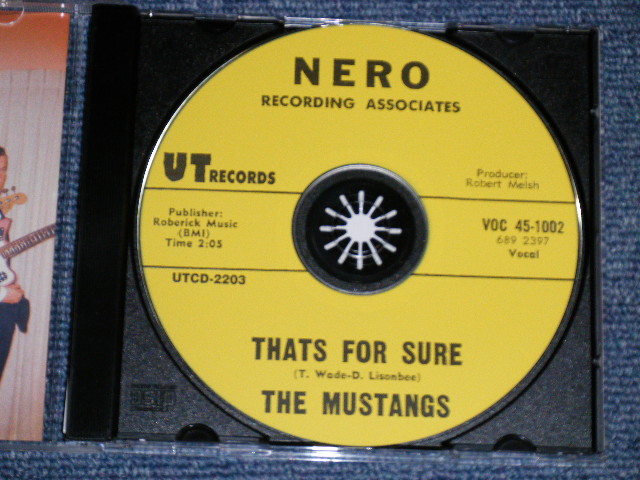 NERO
RECORDING ASSOCIATES
UT RECORDS
Producer:
Robert Melsh
Publisher:
Roberick Music
(BMI)
Time 2:05
VOC 45-1002
689 2397
Vocal
UTCD-2203
THATS FOR SURE
(T. Wade-D. Lisonbee)
THE MUSTANGS